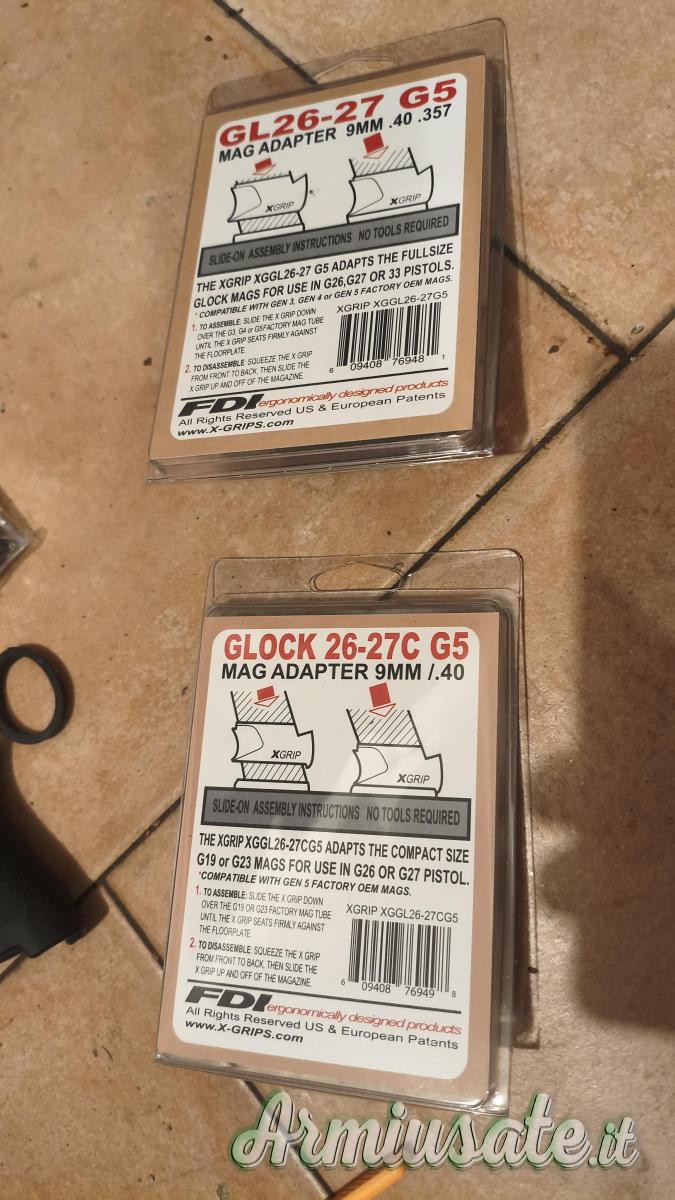 GL26-27 G5
MAG ADAPTER 9MM .40 .357
XGRIP
XGRIP
SLIDE-ON ASSEMBLY INSTRUCTIONS NO TOOLS REQUIRED
THE XGRIP XGGL26-27 G5 ADAPTS THE FULLSIZE
GLOCK MAGS FOR USE IN G26,G27 OR 33 PISTOLS.
* COMPATIBLE WITH GEN 3, GEN 4 or GEN 5 FACTORY OEM MAGS.
1. TO ASSEMBLE: SLIDE THE X GRIP DOWN
OVER THE G3, G4 or G5 FACTORY MAG TUBE
UNTIL THE X GRIP SEATS FIRMLY AGAINST
THE FLOORPLATE.
2. TO DISASSEMBLE: SQUEEZE THE X GRIP
FROM FRONT TO BACK, THEN SLIDE THE
X GRIP UP AND OFF OF THE MAGAZINE.
XGRIP XGGL26-27G5
6 09408 76948 1
FDI ergonomically designed products
All Rights Reserved US & European Patents
www.X-GRIPS.com
GLOCK 26-27C G5
MAG ADAPTER 9MM /.40
XGRIP
XGRIP
SLIDE-ON ASSEMBLY INSTRUCTIONS NO TOOLS REQUIRED
THE XGRIP XGGL26-27CG5 ADAPTS THE COMPACT SIZE
G19 or G23 MAGS FOR USE IN G26 OR G27 PISTOL.
*COMPATIBLE WITH GEN 5 FACTORY OEM MAGS.
1. TO ASSEMBLE: SLIDE THE X GRIP DOWN
OVER THE G19 OR G23 FACTORY MAG TUBE
UNTIL THE X GRIP SEATS FIRMLY AGAINST
THE FLOORPLATE.
2. TO DISASSEMBLE: SQUEEZE THE X GRIP
FROM FRONT TO BACK, THEN SLIDE THE
X GRIP UP AND OFF OF THE MAGAZINE.
XGRIP XGGL26-27CG5
6 09408 76949 8
FDI ergonomically designed products
All Rights Reserved US & European Patents
www.X-GRIPS.com
Armiusate.it